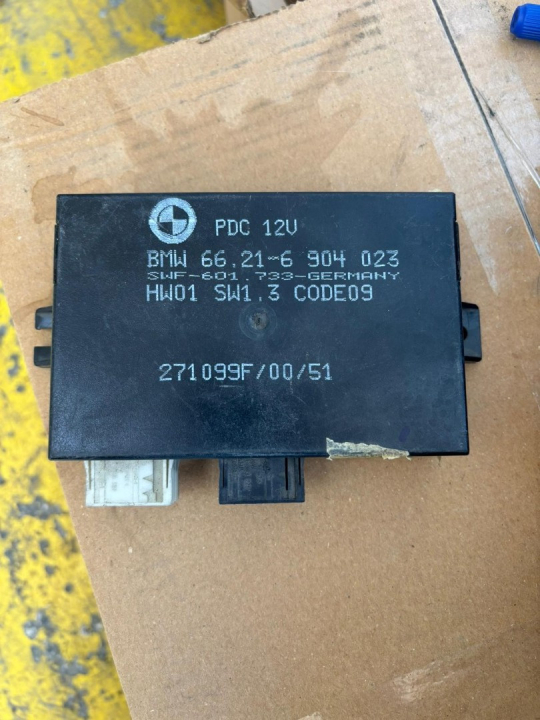 PDC 12V
BMW 66.21-6 904 023
SWF-601.733-GERMANY
HW01 SW1.3 CODE09
271099F/00/51